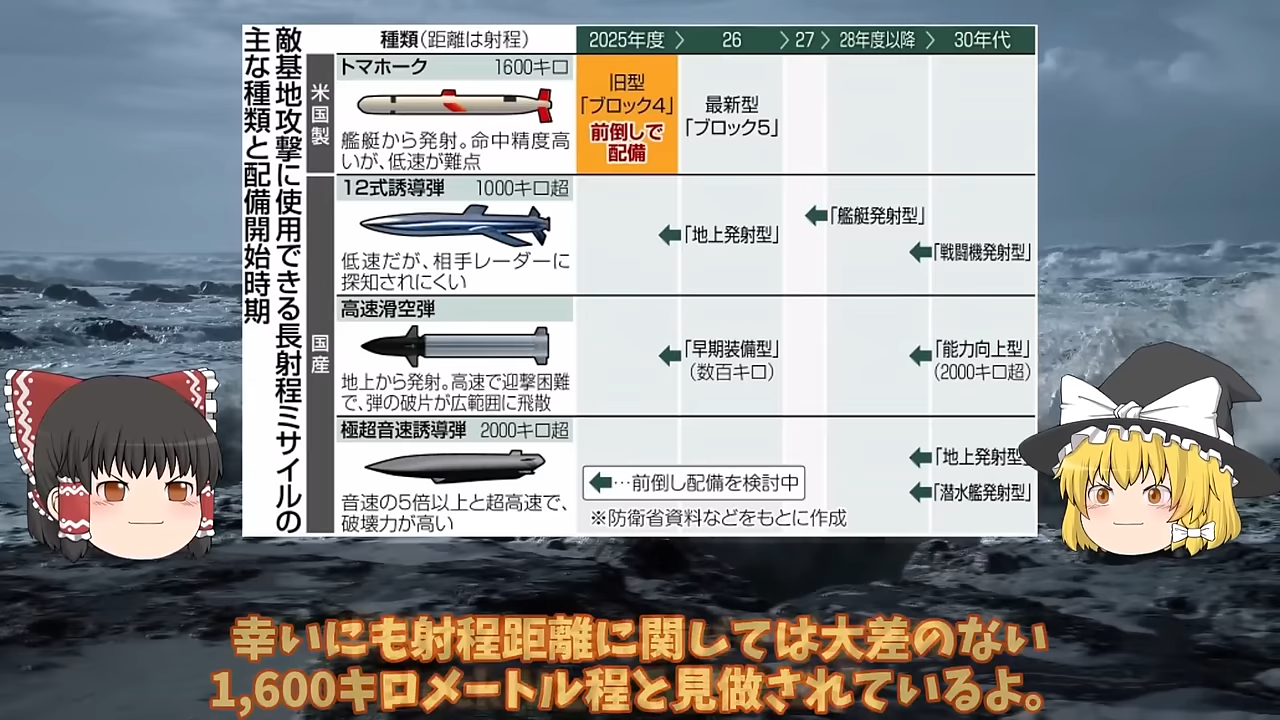 敵基地攻撃に使用できる長射程ミサイルの
主な種類と配備開始時期
種類(距離は射程)
2025年度
26
27
28年度以降
30年代
米国製
トマホーク 1600キロ
艦艇から発射。命中精度高
いが、低速が難点
旧型
「ブロック4」
前倒しで
配備
最新型
「ブロック5」
国産
12式誘導弾 1000キロ超
低速だが、相手レーダーに
探知されにくい
「地上発射型」
「艦艇発射型」
「戦闘機発射型」
高速滑空弾
地上から発射。高速で迎撃困難
で、弾の破片が広範囲に飛散
「早期装備型」
(数百キロ)
「能力向上型」
(2000キロ超)
極超音速誘導弾 2000キロ超
音速の5倍以上と超高速で、
破壊力が高い
「地上発射型
「潜水艦発射型」
…前倒し配備を検討中
※防衛省資料などをもとに作成
幸いにも射程距離に関しては大差のない
1,600キロメートル程と見做されているよ。